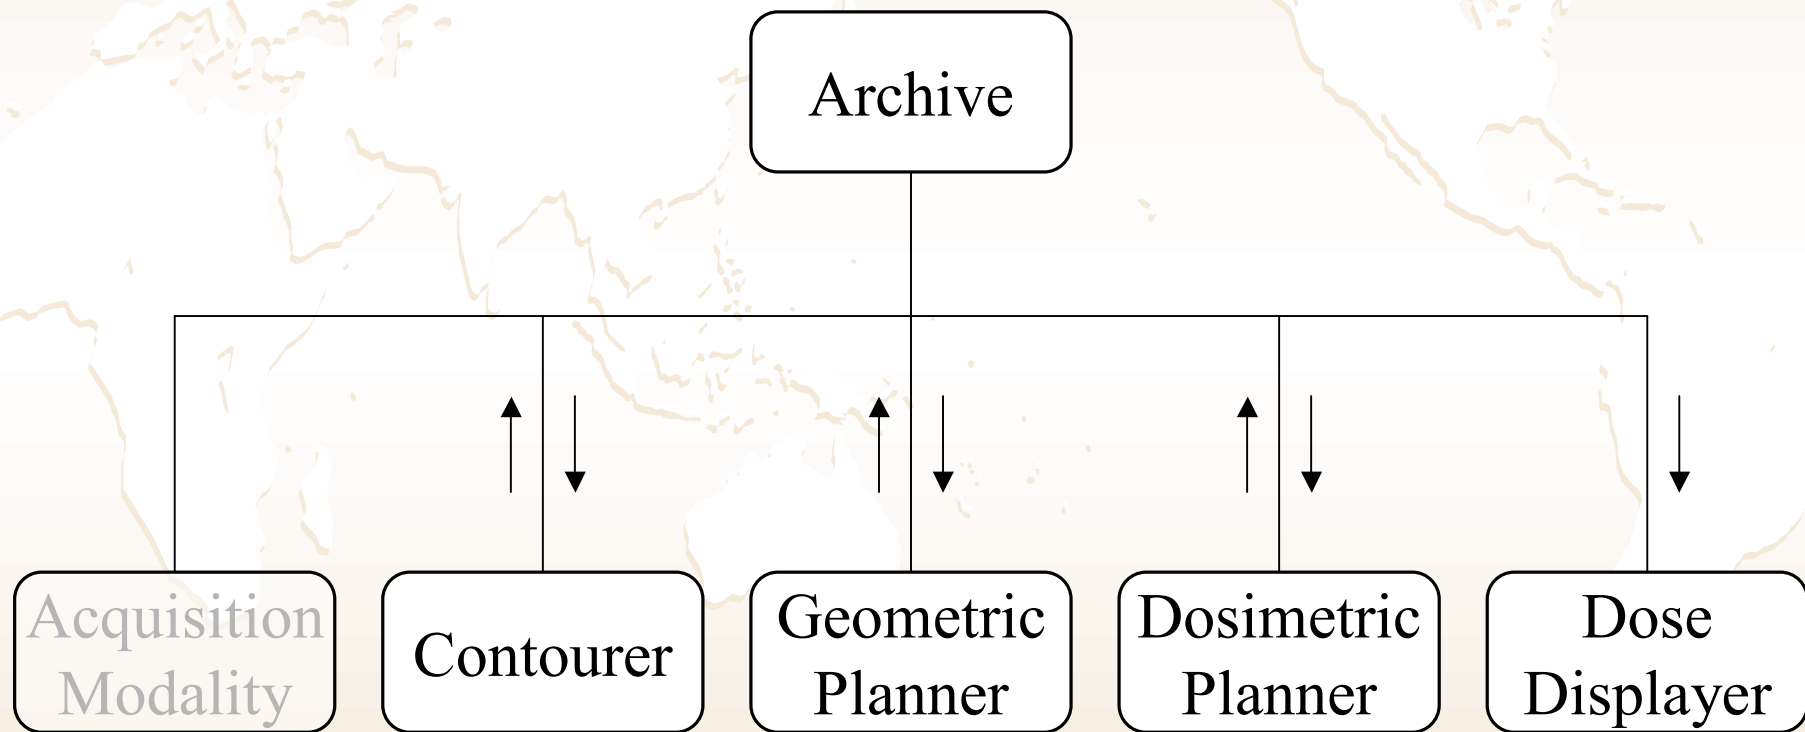 Archive
Acquisition
Modality
Contourer
Geometric
Planner
Dosimetric
Planner
Dose
Displayer